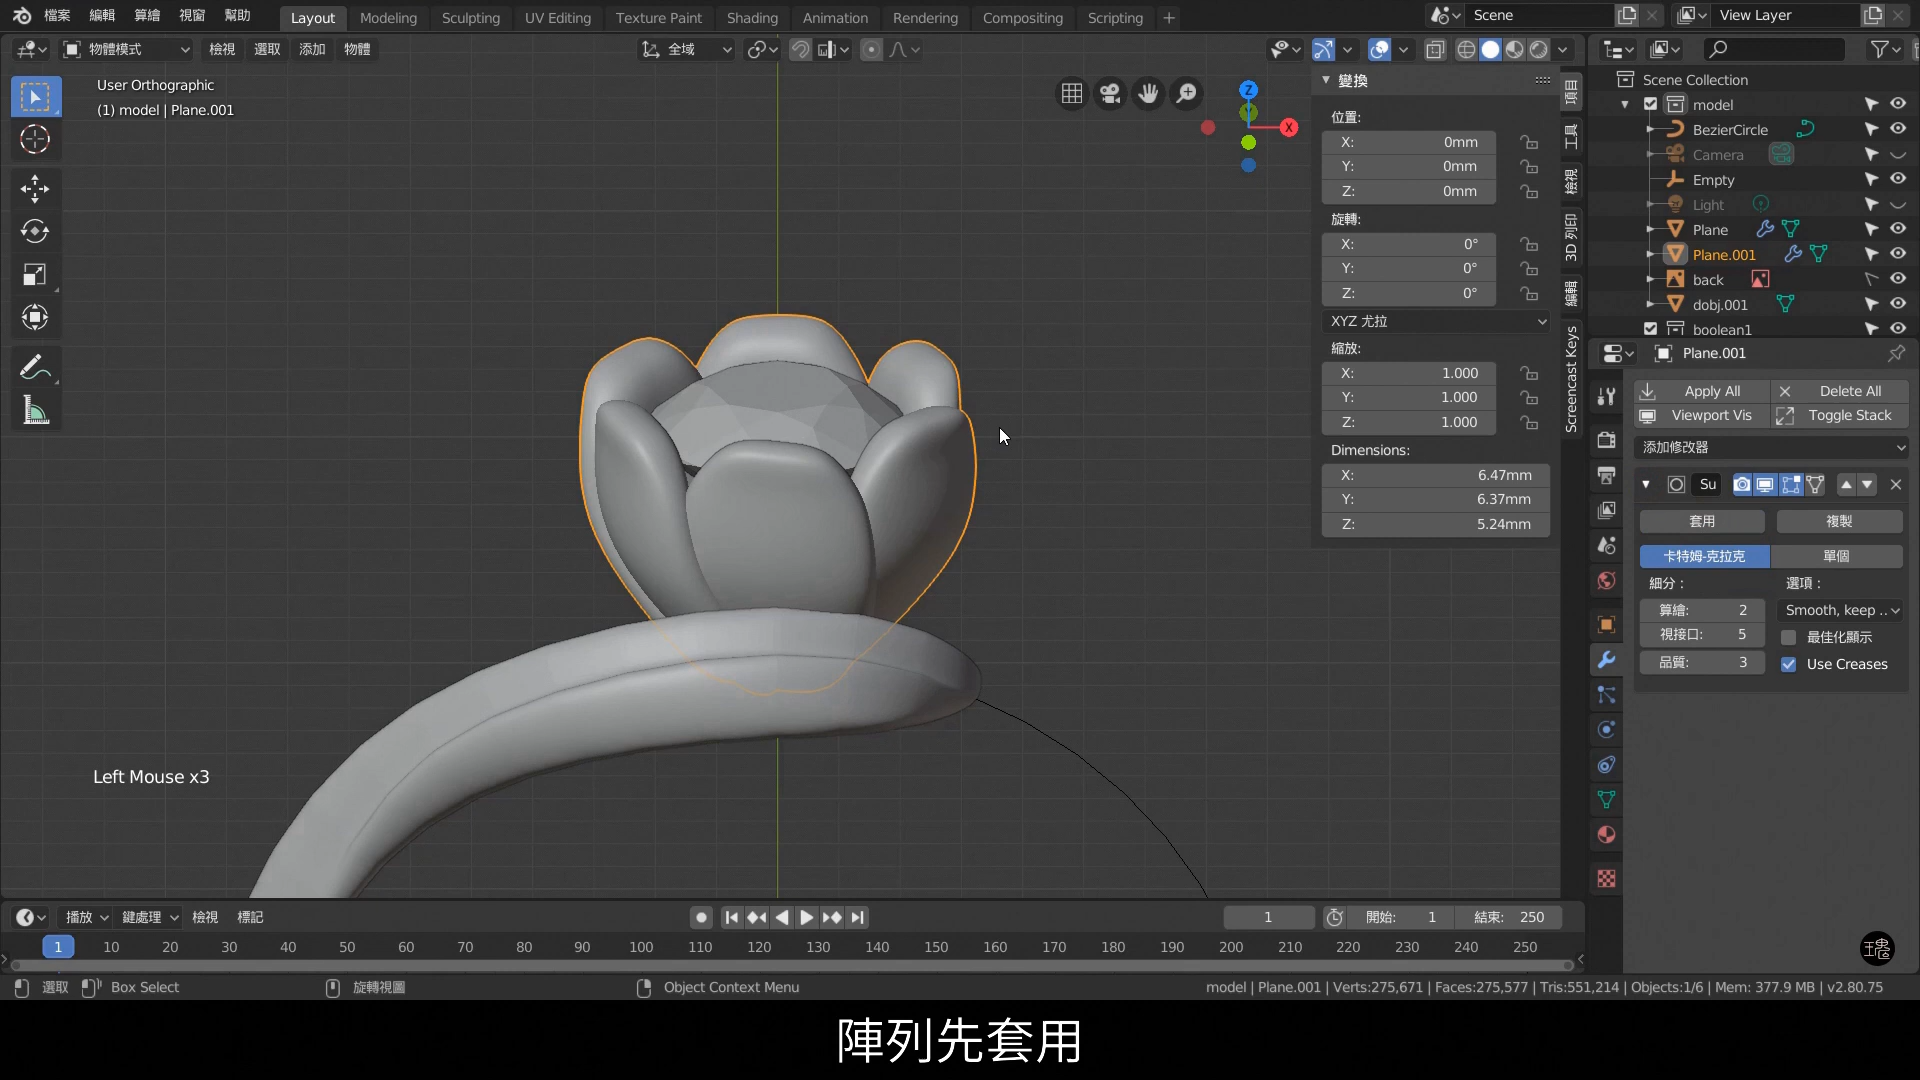 檔案 編輯 算繪 視窗 幫助 Layout Modeling Sculpting UV Editing Texture Paint Shading Animation Rendering Compositing Scripting + Scene View Layer
物體模式 檢視 選取 添加 物體 全域
User Orthographic
(1) model | Plane.001
Z
X
Left Mouse x3
變換
位置:
X: 0mm
Y: 0mm
Z: 0mm
旋轉:
X: 0°
Y: 0°
Z: 0°
XYZ 尤拉
縮放:
X: 1.000
Y: 1.000
Z: 1.000
Dimensions:
X: 6.47mm
Y: 6.37mm
Z: 5.24mm
項目
工具
檢視
3D 列印
編輯
Screencast Keys
Scene Collection
model
BezierCircle
Camera
Empty
Light
Plane
Plane.001
back
dobj.001
boolean1
Plane.001
Apply All Delete All
Viewport Vis Toggle Stack
添加修改器
Su
套用 複製
卡特姆-克拉克 單個
細分： 選項：
算繪: 2 Smooth, keep ..
視接口: 5 最佳化顯示
品質: 3 Use Creases
播放 鍵處理 檢視 標記 1 開始: 1 結束: 250
1 10 20 30 40 50 60 70 80 90 100 110 120 130 140 150 160 170 180 190 200 210 220 230 240 250
選取 Box Select 旋轉視圖 Object Context Menu model | Plane.001 | Verts:275,671 | Faces:275,577 | Tris:551,214 | Objects:1/6 | Mem: 377.9 MB | v2.80.75
陣列先套用